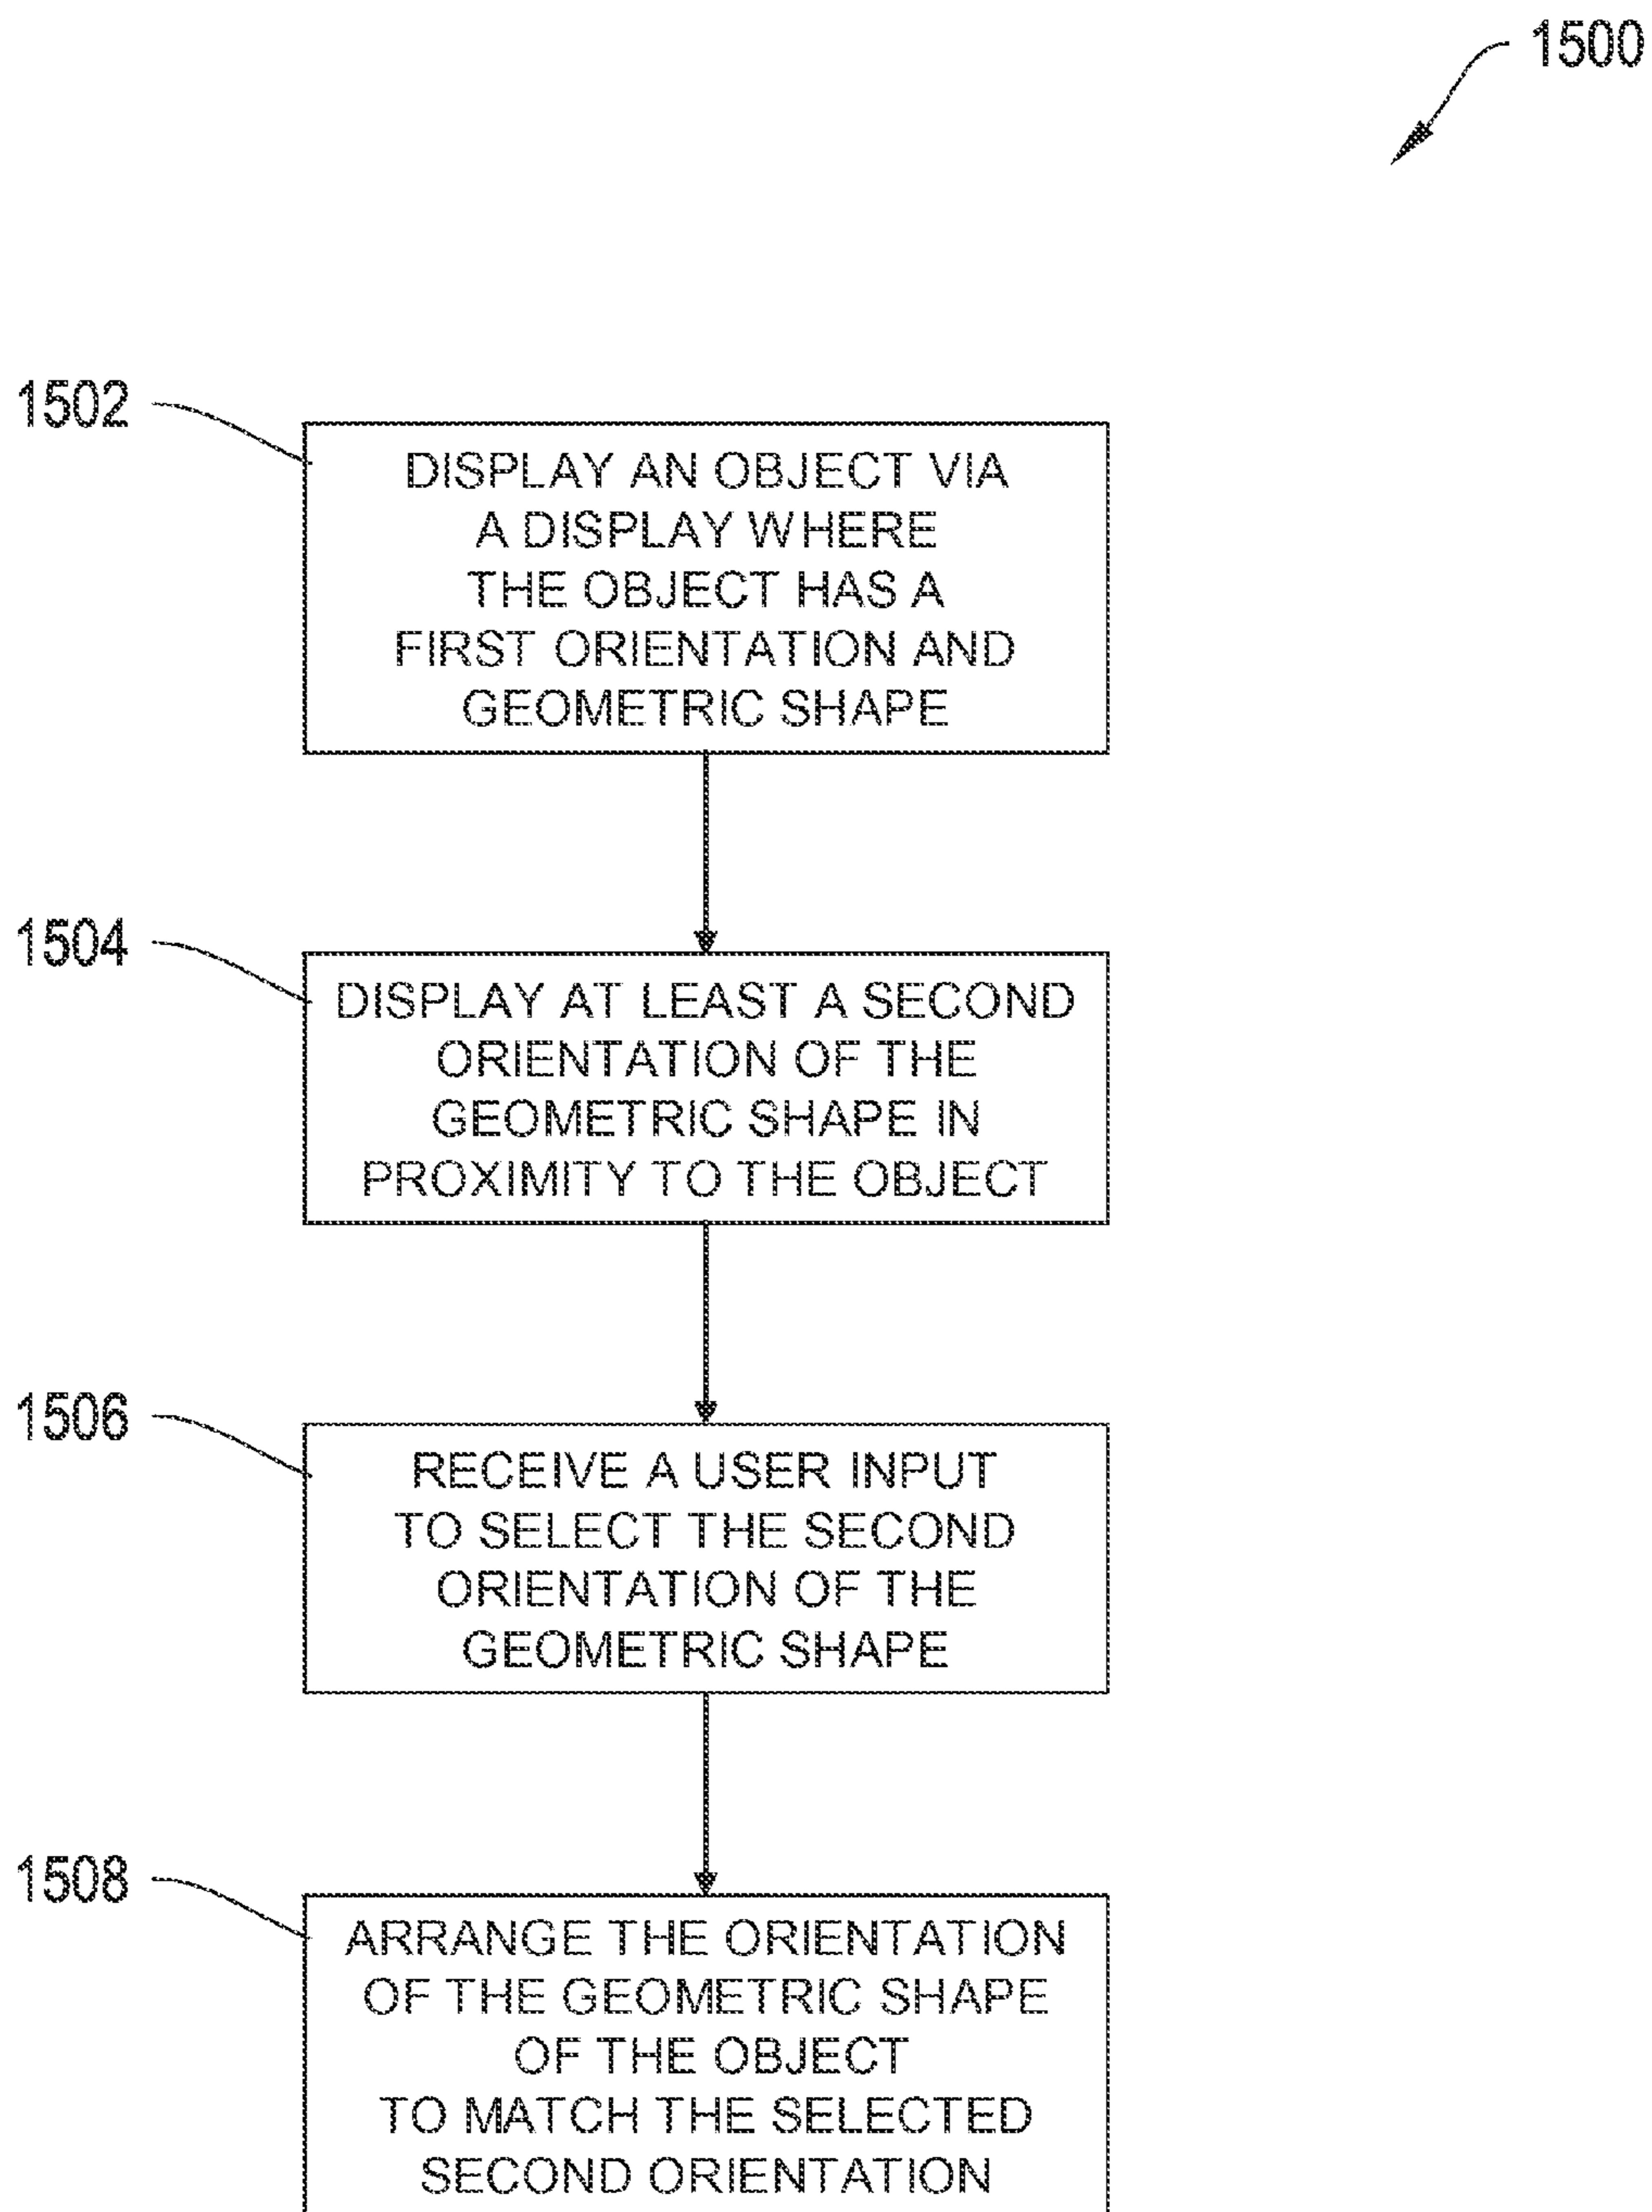 1500
1502
DISPLAY AN OBJECT VIA
A DISPLAY WHERE
THE OBJECT HAS A
FIRST ORIENTATION AND
GEOMETRIC SHAPE
1504
DISPLAY AT LEAST A SECOND
ORIENTATION OF THE
GEOMETRIC SHAPE IN
PROXIMITY TO THE OBJECT
1506
RECEIVE A USER INPUT
TO SELECT THE SECOND
ORIENTATION OF THE
GEOMETRIC SHAPE
1508
ARRANGE THE ORIENTATION
OF THE GEOMETRIC SHAPE
OF THE OBJECT
TO MATCH THE SELECTED
SECOND ORIENTATION